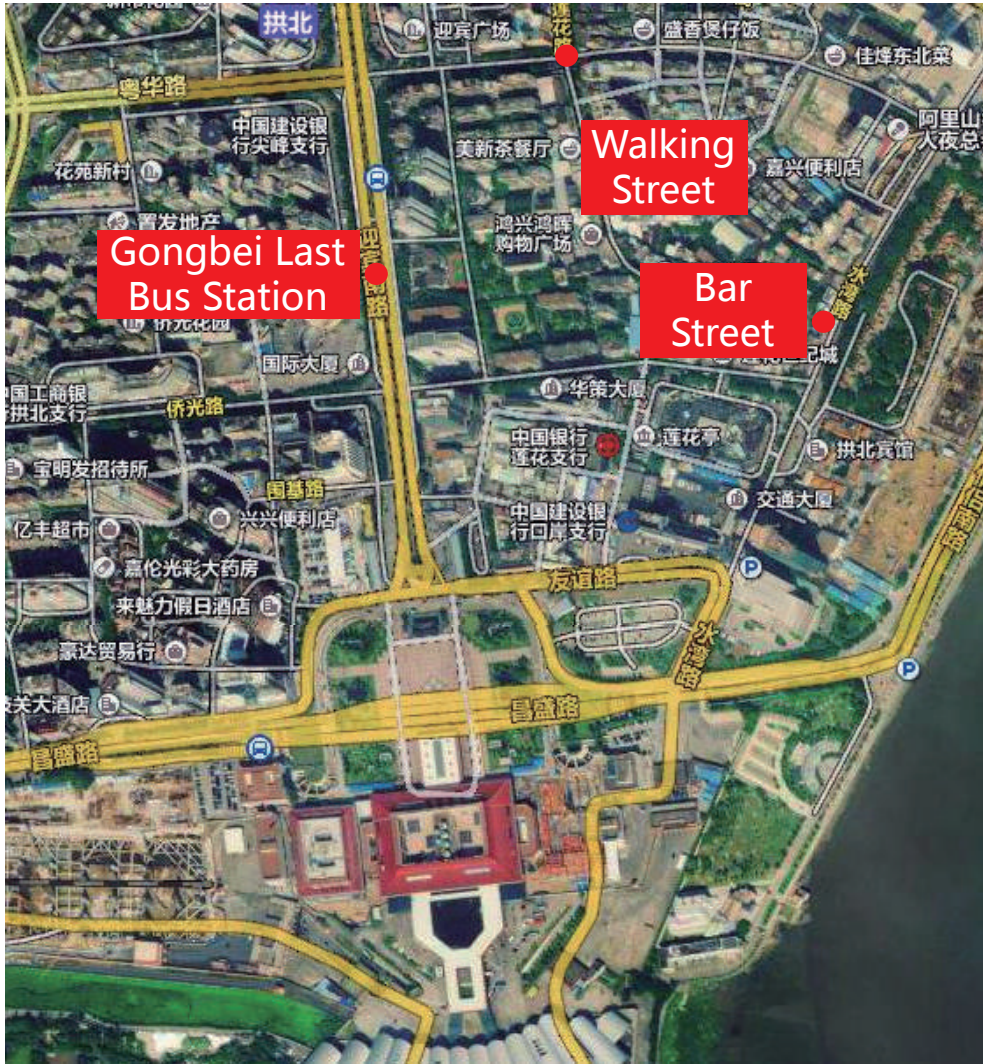 拱北
迎宾广场
莲花路
盛香煲仔饭
佳烽东北菜
粤华路
中国建设银
行尖峰支行
美新茶餐厅
Walking
Street
阿里山
人夜总
花苑新村
嘉兴便利店
置发地产
鸿兴鸿晖
购物广场
Gongbei Last
Bus Station
Bar
Street
水湾路
侨光花园
国际大厦
华策大厦
国工商银
拱北支行
侨光路
中国银行
莲花支行
莲花亭
拱北宾馆
宝明发招待所
围基路
亿丰超市
兴兴便利店
中国建设银
行口岸支行
交通大厦
P
嘉伦光彩大药房
友谊路
来魅力假日酒店
水湾路
豪达贸易行
P
关大酒店
昌盛路
昌盛路